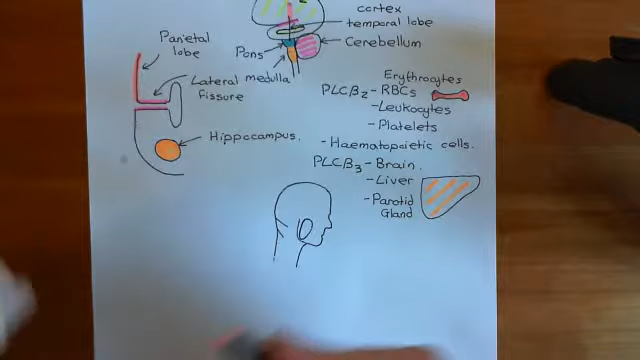 cortex
temporal lobe
Parietal
lobe
Pons
Cerebellum
Lateral medulla
fissure
Hippocampus.
Erythrocytes
PLCβ2 - RBCs
- Leukocytes
- Platelets
- Haematopoietic cells.
PLCβ3 - Brain.
- Liver
- Parotid
Gland